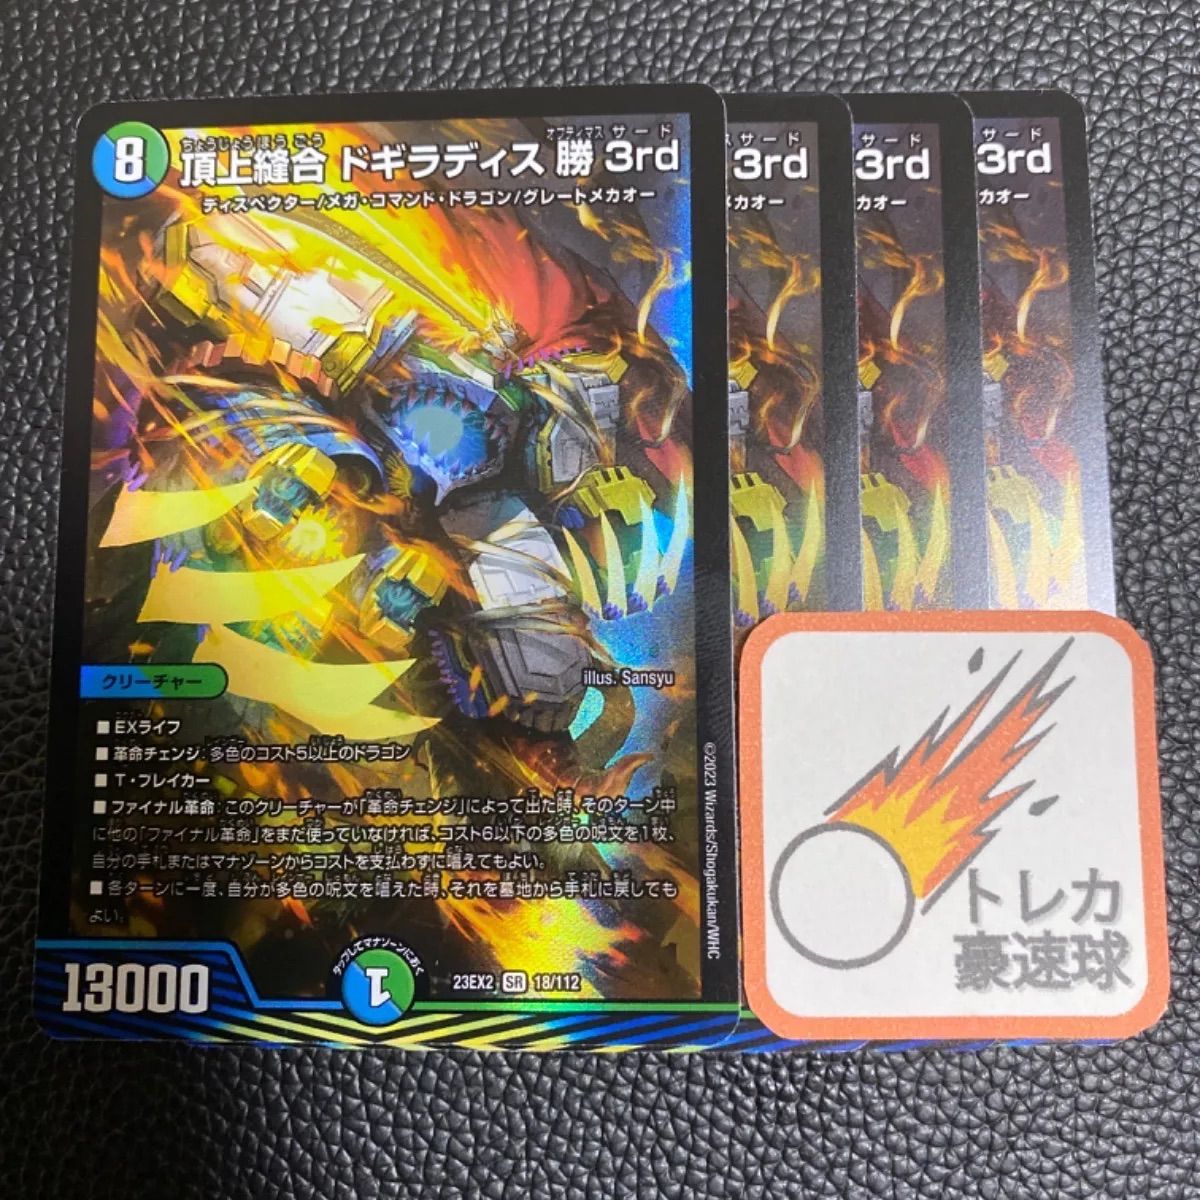 8
ちょうじょうほうごう オプティマス サード
頂上縫合 ドギラディス 勝 3rd
ディスペクター/メガ・コマンド・ドラゴン/グレートメカオー
illus. Sansyu
クリーチャー
■EXライフ
■革命チェンジ:多色のコスト5以上のドラゴン
■T・ブレイカー
■ファイナル革命:このクリーチャーが「革命チェンジ」によって出た時、そのターン中
に他の「ファイナル革命」をまだ使っていなければ、コスト6以下の多色の呪文を1枚、
自分の手札またはマナゾーンからコストを支払わずに唱えてもよい。
■各ターンに一度、自分が多色の呪文を唱えた時、それを墓地から手札に戻しても
よい。
13000
タップしてマナゾーンにおく
1
23EX2 SR 18/112
©2023 Wizards/Shogakukan/WHC
サード
3rd
メカオー
サード
3rd
カオー
サード
3rd
カオー
トレカ
豪速球